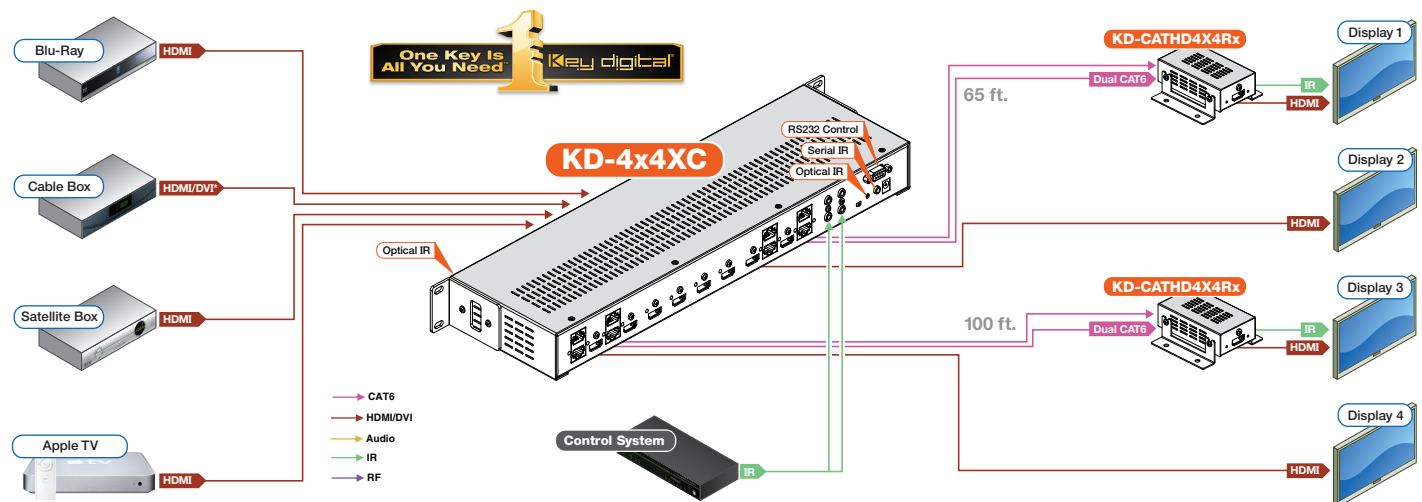 Blu-Ray
HDMI
One Key Is
All You Need™
1
Key digital®
KD-4x4XC
RS232 Control
Serial IR
Optical IR
Optical IR
65 ft.
Dual CAT6
KD-CATHD4X4Rx
IR
HDMI
Display 1
Cable Box
HDMI/DVI*
Display 2
HDMI
Satellite Box
HDMI
100 ft.
Dual CAT6
KD-CATHD4X4Rx
IR
HDMI
Display 3
CAT6
HDMI/DVI
Audio
IR
RF
Apple TV
tv
HDMI
Control System
IR
Display 4
HDMI